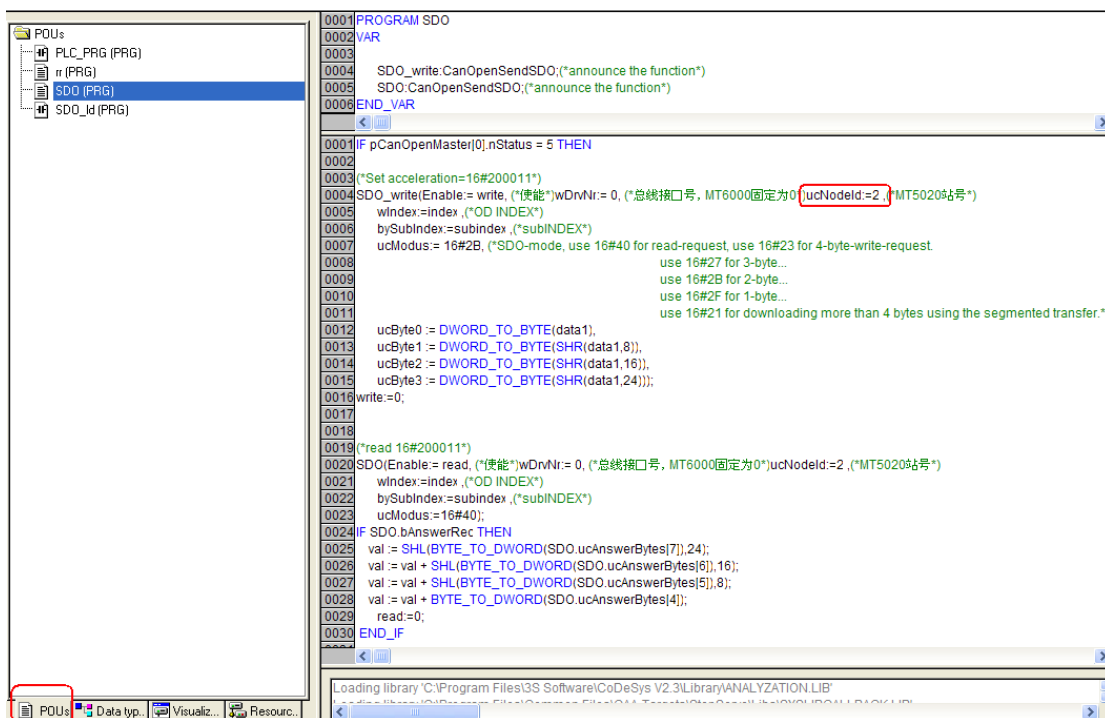 POUs
PLC_PRG (PRG)
rr (PRG)
SDO (PRG)
SDO_Id (PRG)
POUs
Data typ..
Visualiz...
Resourc..
0001 PROGRAM SDO
0002 VAR
0003
0004 SDO_write:CanOpenSendSDO;(*announce the function*)
0005 SDO:CanOpenSendSDO;(*announce the function*)
0006 END_VAR
0001 IF pCanOpenMaster[0].nStatus = 5 THEN
0002
0003 (*Set acceleration=16#200011*)
0004 SDO_write(Enable:= write, (*使能*)wDrvNr:= 0, (*总线接口号，MT6000固定为0*)ucNodeId:=2 ,(*MT5020站号*)
0005 wIndex:=index ,(*OD INDEX*)
0006 bySubIndex:=subindex ,(*subINDEX*)
0007 ucModus:= 16#2B, (*SDO-mode, use 16#40 for read-request, use 16#23 for 4-byte-write-request.
0008 use 16#27 for 3-byte...
0009 use 16#2B for 2-byte...
0010 use 16#2F for 1-byte...
0011 use 16#21 for downloading more than 4 bytes using the segmented transfer.*
0012 ucByte0 := DWORD_TO_BYTE(data1),
0013 ucByte1 := DWORD_TO_BYTE(SHR(data1,8)),
0014 ucByte2 := DWORD_TO_BYTE(SHR(data1,16)),
0015 ucByte3 := DWORD_TO_BYTE(SHR(data1,24)));
0016 write:=0;
0017
0018
0019 (*read 16#200011*)
0020 SDO(Enable:= read, (*使能*)wDrvNr:= 0, (*总线接口号，MT6000固定为0*)ucNodeId:=2 ,(*MT5020站号*)
0021 wIndex:=index ,(*OD INDEX*)
0022 bySubIndex:=subindex ,(*subINDEX*)
0023 ucModus:=16#40);
0024 IF SDO.bAnswerRec THEN
0025 val := SHL(BYTE_TO_DWORD(SDO.ucAnswerBytes[7]),24);
0026 val := val + SHL(BYTE_TO_DWORD(SDO.ucAnswerBytes[6]),16);
0027 val := val + SHL(BYTE_TO_DWORD(SDO.ucAnswerBytes[5]),8);
0028 val := val + BYTE_TO_DWORD(SDO.ucAnswerBytes[4]);
0029 read:=0;
0030 END_IF
Loading library 'C:\Program Files\3S Software\CoDeSys V2.3\Library\ANALYZATION.LIB'